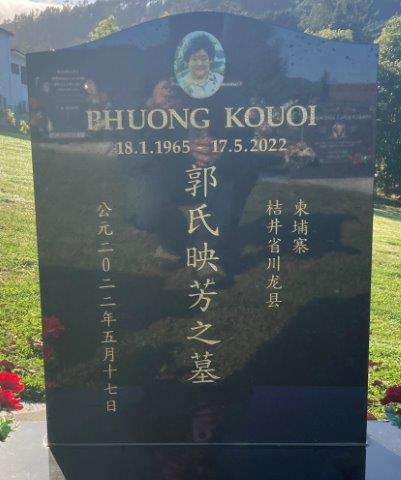 PHUONG KOUOI
18.1.1965 - 17.5.2022
柬埔寨
桔井省川龙县
郭氏映芳之墓
公元二〇二二年五月十七日